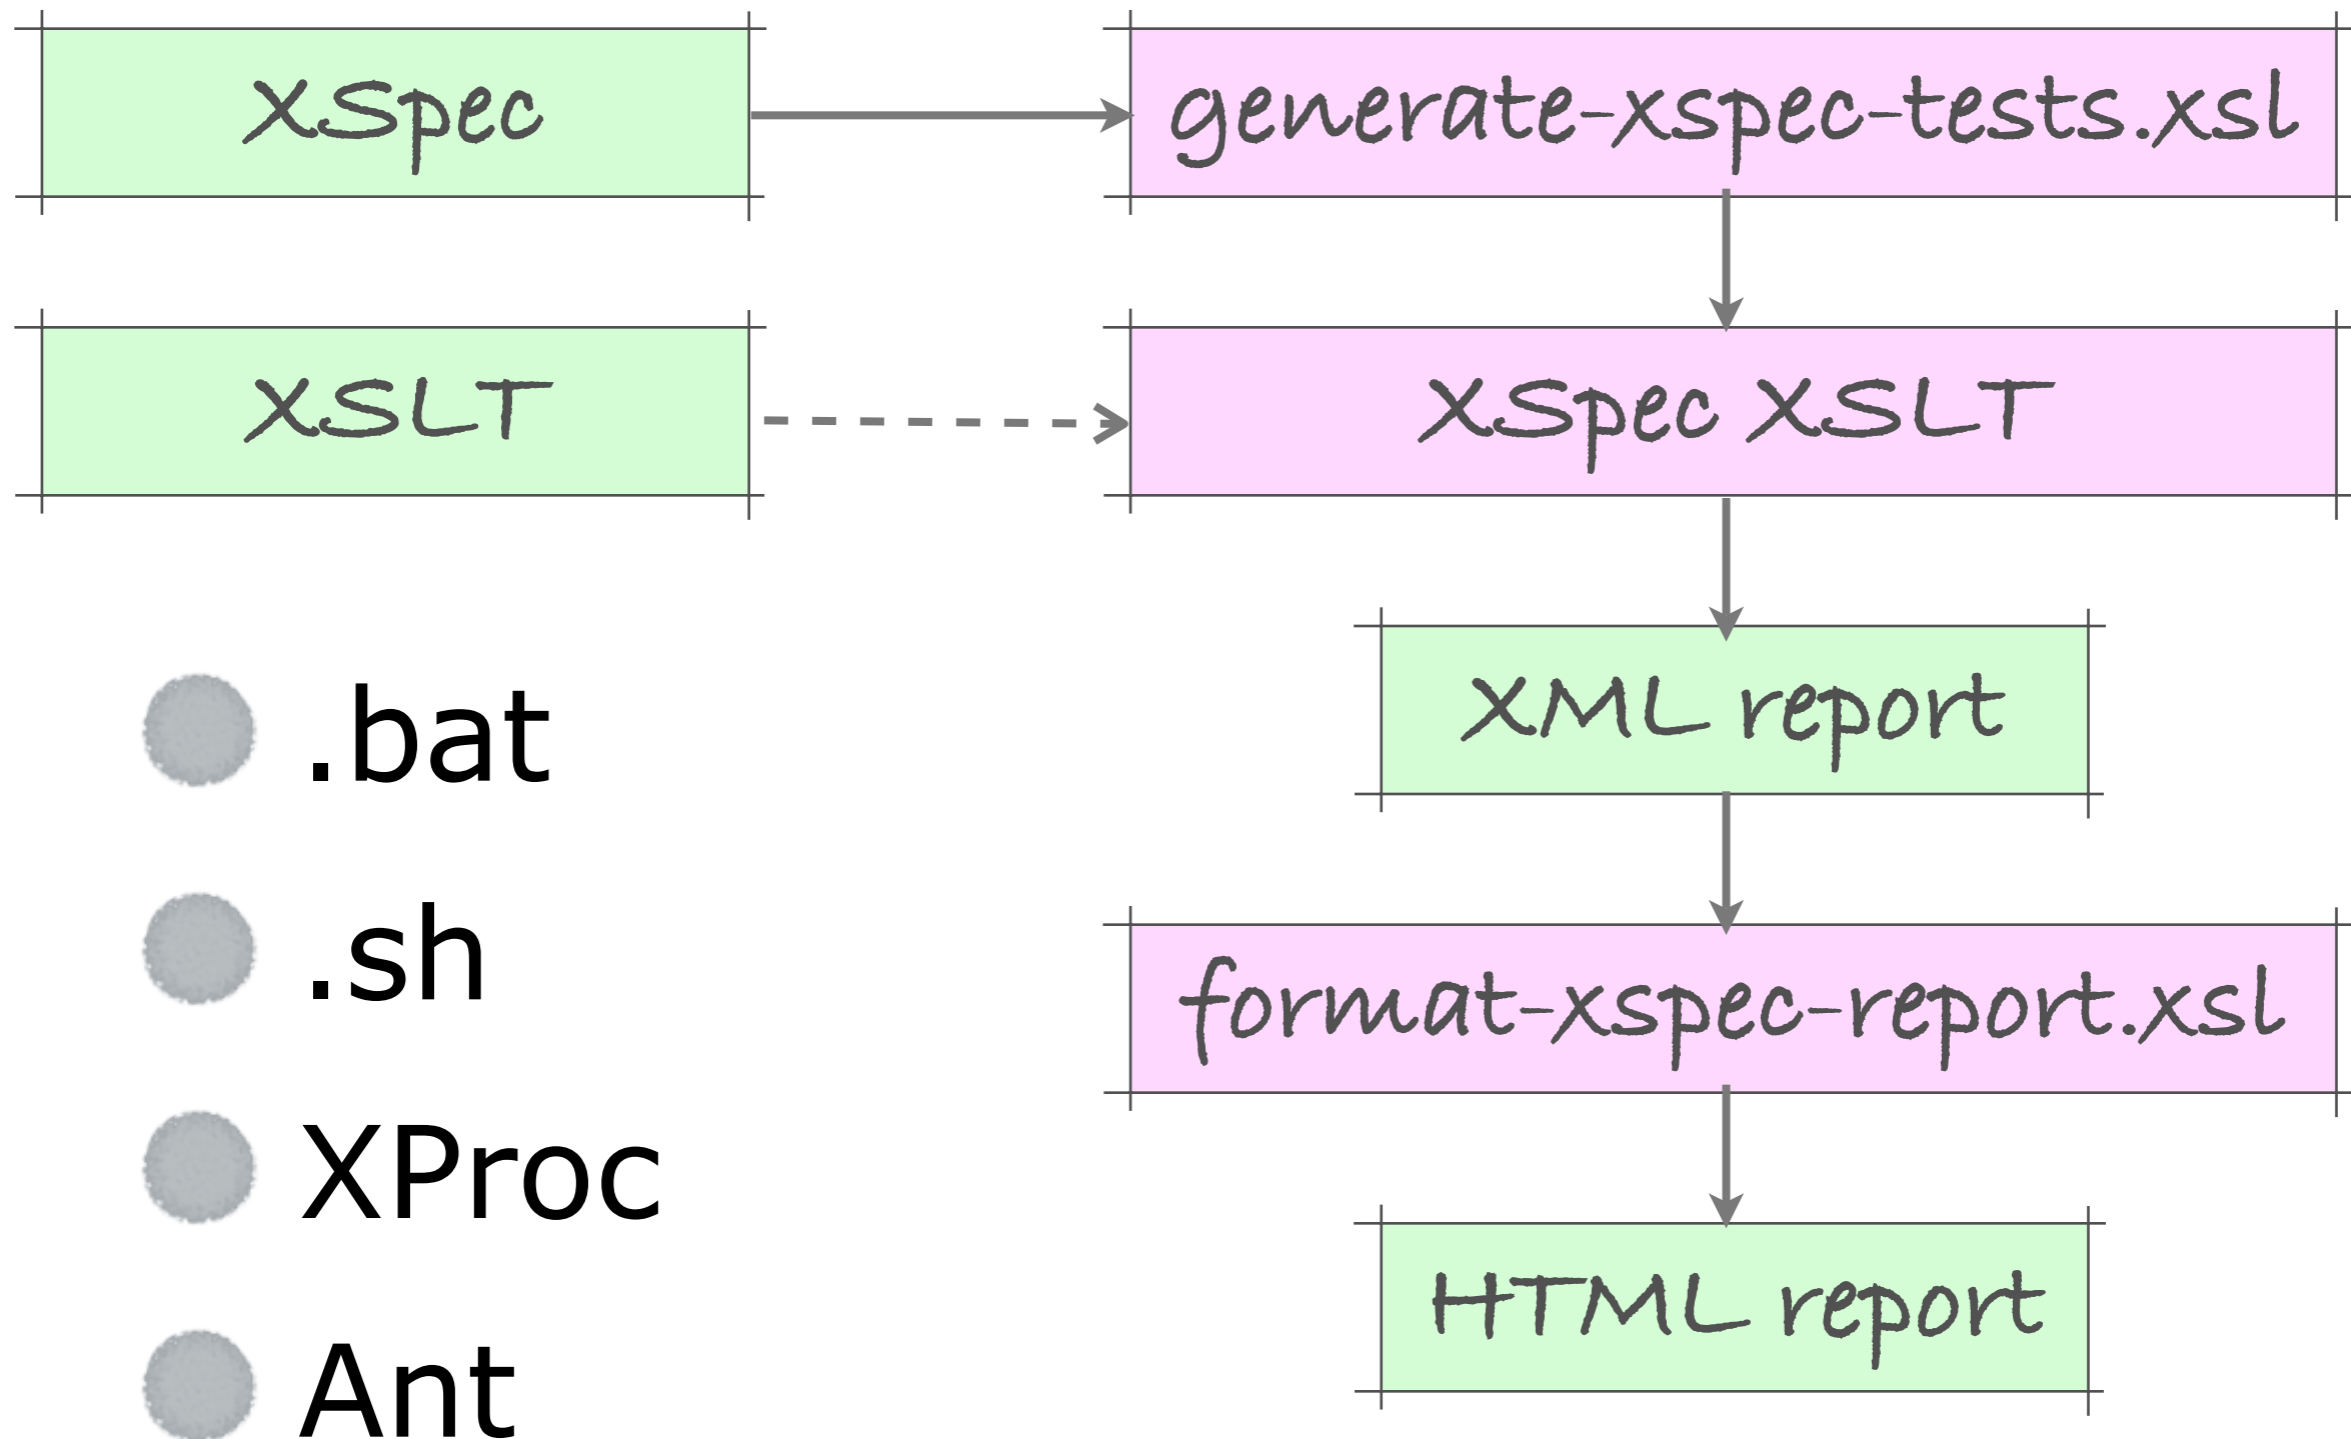 XSpec
generate-xspec-tests.xsl
XSLT
XSpec XSLT
XML report
format-xspec-report.xsl
HTML report
.bat
.sh
XProc
Ant